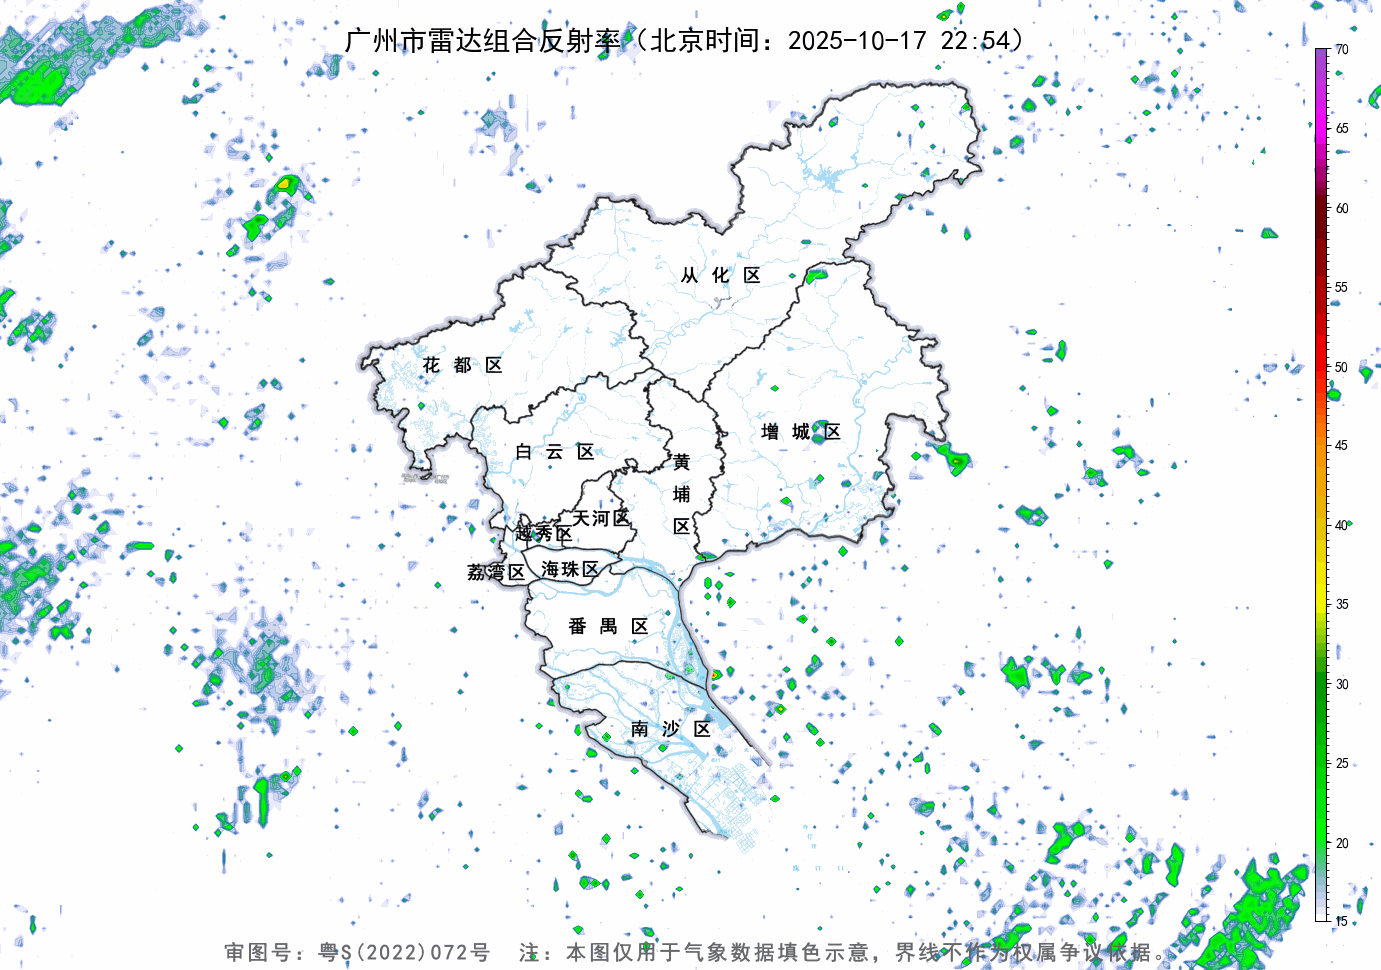 广州市雷达组合反射率（北京时间：2025-10-17 22:54）
70
65
60
55
50
45
40
35
30
25
20
15
从化区
花都区
增城区
白云区
黄埔区
天河区
越秀区
荔湾区
海珠区
番禺区
南沙区
审图号：粤S(2022)072号 注：本图仅用于气象数据填色示意，界线不作为权属争议依据。